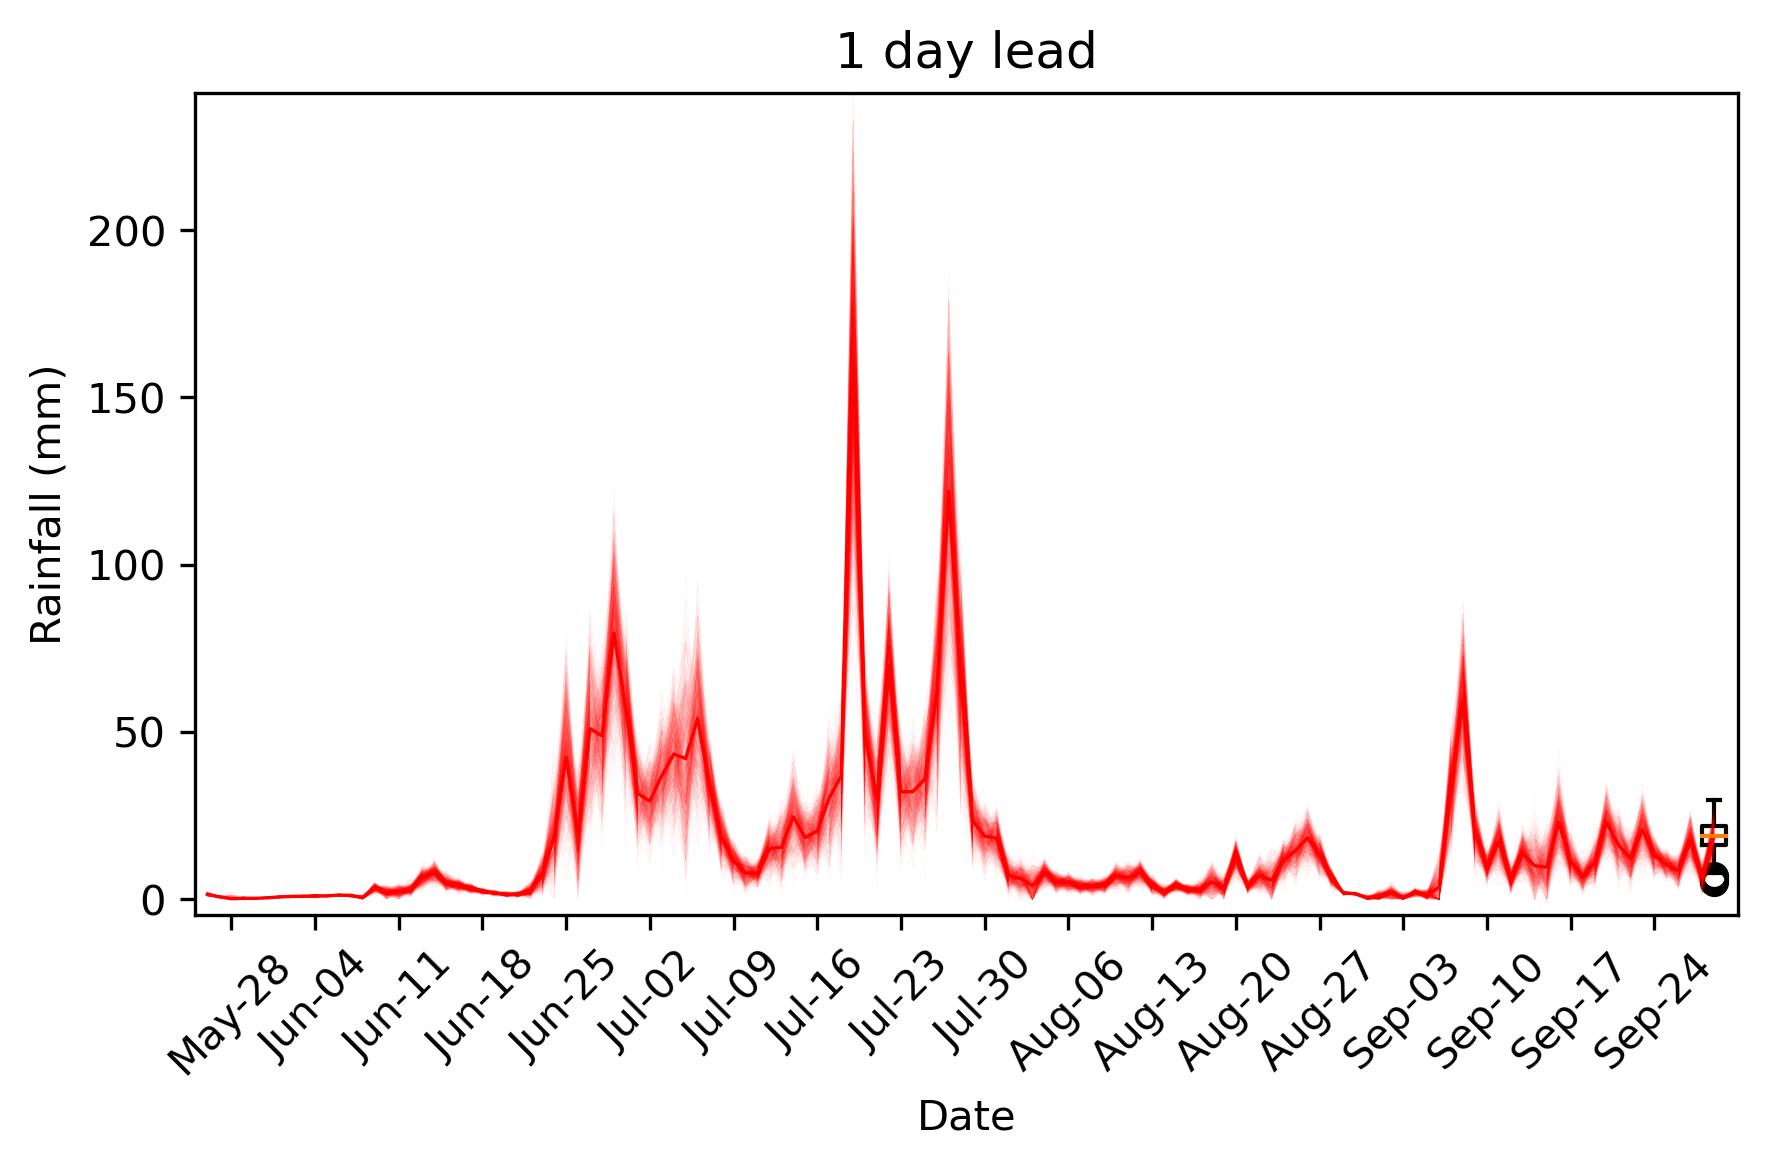 1 day lead
200
150
100
50
0
Rainfall (mm)
May-28
Jun-04
Jun-11
Jun-18
Jun-25
Jul-02
Jul-09
Jul-16
Jul-23
Jul-30
Aug-06
Aug-13
Aug-20
Aug-27
Sep-03
Sep-10
Sep-17
Sep-24
Date